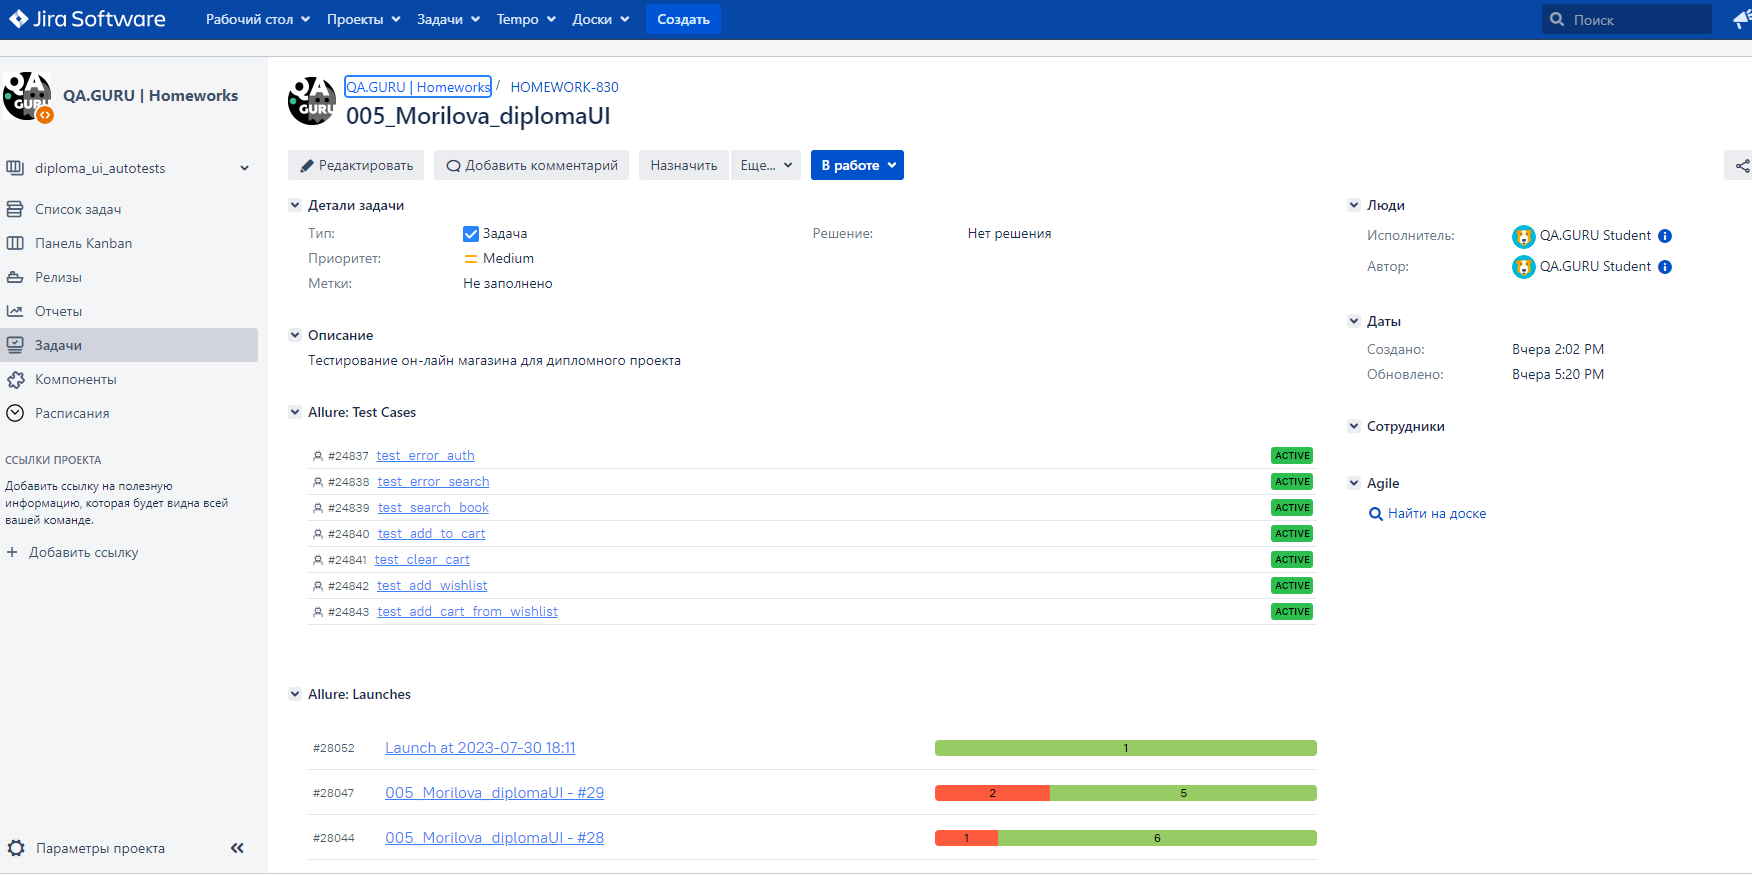 Jira Software
Рабочий стол Проекты Задачи Tempo Доски Создать Поиск
QA GURU
QA.GURU | Homeworks
diploma_ui_autotests
Список задач
Панель Kanban
Релизы
Отчеты
Задачи
Компоненты
Расписания
ССЫЛКИ ПРОЕКТА
Добавить ссылку на полезную
информацию, которая будет видна всей
вашей команде.
+ Добавить ссылку
Параметры проекта
QA GURU
QA.GURU | Homeworks / HOMEWORK-830
005_Morilova_diplomaUI
Редактировать Добавить комментарий Назначить Еще... В работе
Детали задачи
Тип: Задача Решение: Нет решения
Приоритет: Medium
Метки: Не заполнено
Описание
Тестирование он-лайн магазина для дипломного проекта
Allure: Test Cases
#24837 test_error_auth ACTIVE
#24838 test_error_search ACTIVE
#24839 test_search_book ACTIVE
#24840 test_add_to_cart ACTIVE
#24841 test_clear_cart ACTIVE
#24842 test_add_wishlist ACTIVE
#24843 test_add_cart_from_wishlist ACTIVE
Allure: Launches
#28052 Launch at 2023-07-30 18:11 1
#28047 005_Morilova_diplomaUI - #29 2 5
#28044 005_Morilova_diplomaUI - #28 1 6
Люди
Исполнитель: QA.GURU Student
Автор: QA.GURU Student
Даты
Создано: Вчера 2:02 PM
Обновлено: Вчера 5:20 PM
Сотрудники
Agile
Найти на доске